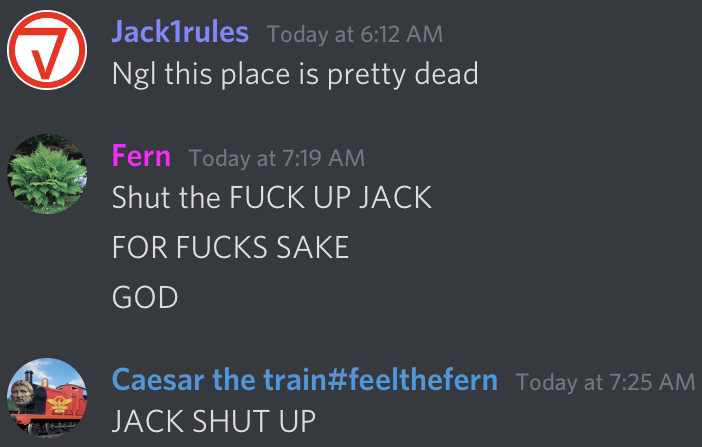 Jack1rules Today at 6:12 AM
Ngl this place is pretty dead
Fern Today at 7:19 AM
Shut the FUCK UP JACK
FOR FUCKS SAKE
GOD
Caesar the train#feelthefern Today at 7:25 AM
JACK SHUT UP